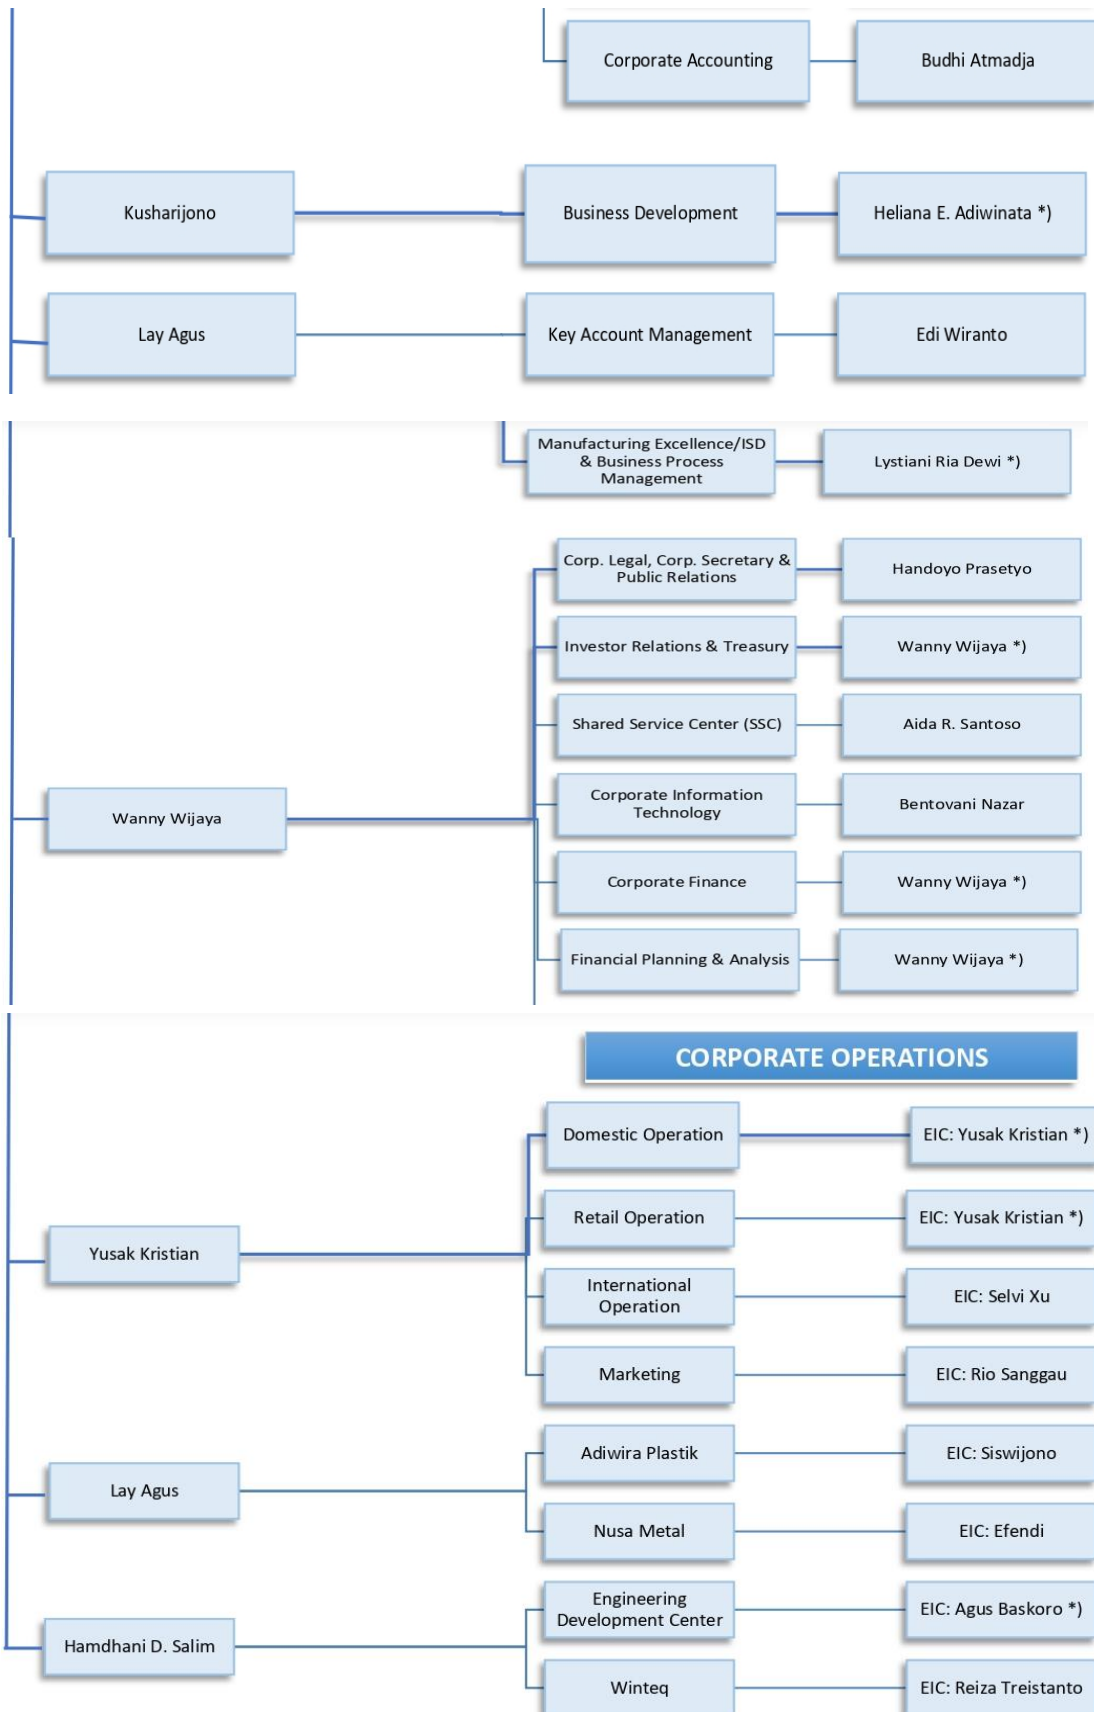 Corporate Accounting
Budhi Atmadja
Kusharijono
Business Development
Heliana E. Adiwinata *)
Lay Agus
Key Account Management
Edi Wiranto
Manufacturing Excellence/ISD
& Business Process
Management
Lystiani Ria Dewi *)
Corp. Legal, Corp. Secretary &
Public Relations
Handoyo Prasetyo
Investor Relations & Treasury
Wanny Wijaya *)
Shared Service Center (SSC)
Aida R. Santoso
Corporate Information
Technology
Bentovani Nazar
Wanny Wijaya
Corporate Finance
Wanny Wijaya *)
Financial Planning & Analysis
Wanny Wijaya *)
CORPORATE OPERATIONS
Domestic Operation
EIC: Yusak Kristian *)
Retail Operation
EIC: Yusak Kristian *)
Yusak Kristian
International
Operation
EIC: Selvi Xu
Marketing
EIC: Rio Sanggau
Adiwira Plastik
EIC: Siswijono
Lay Agus
Nusa Metal
EIC: Efendi
Engineering
Development Center
EIC: Agus Baskoro *)
Hamdhani D. Salim
Winteq
EIC: Reiza Treistanto